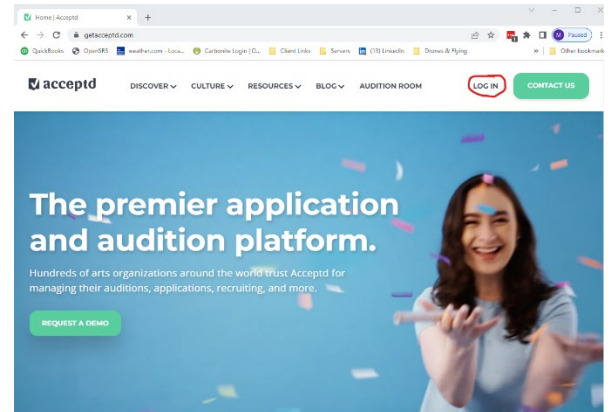 Home | Acceptd
getacceptd.com
Paused
QuickBooks OpenSRS weather.com - Loca... Carbonite Login | O... Client Links Servers (13) LinkedIn Drones & Flying » Other bookmark
acceptd DISCOVER CULTURE RESOURCES BLOG AUDITION ROOM LOG IN CONTACT US
The premier application
and audition platform.
Hundreds of arts organizations around the world trust Acceptd for
managing their auditions, applications, recruiting, and more.
REQUEST A DEMO